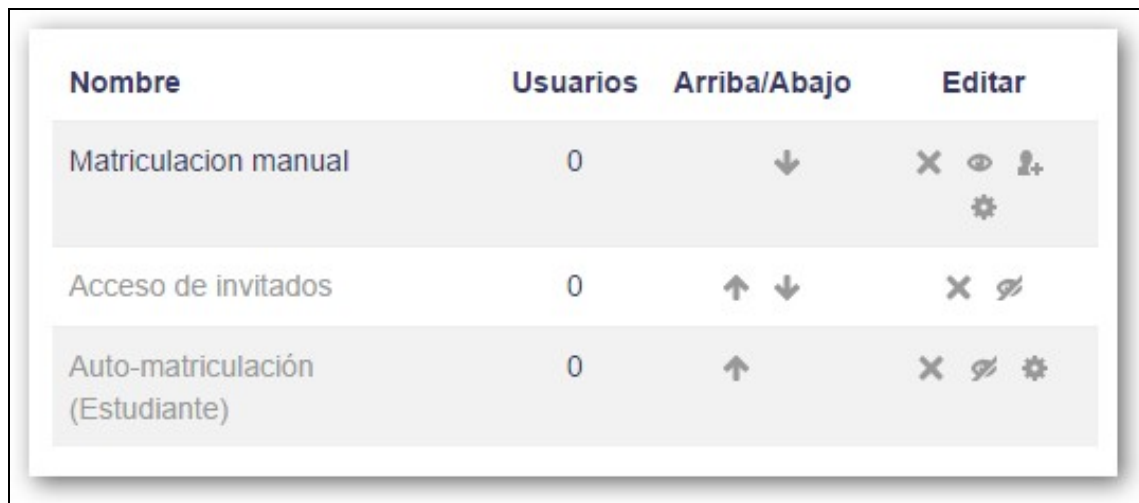 Nombre Usuarios Arriba/Abajo Editar
Matriculacion manual 0
Acceso de invitados 0
Auto-matriculación 0
(Estudiante)